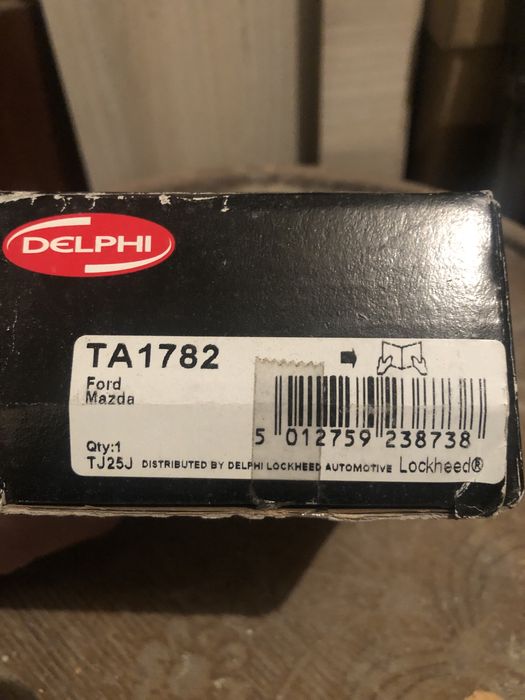 DELPHI
TA1782
Ford
Mazda
5 012759 238738
Qty:1
TJ25J DISTRIBUTED BY DELPHI LOCKHEED AUTOMOTIVE Lockheed®